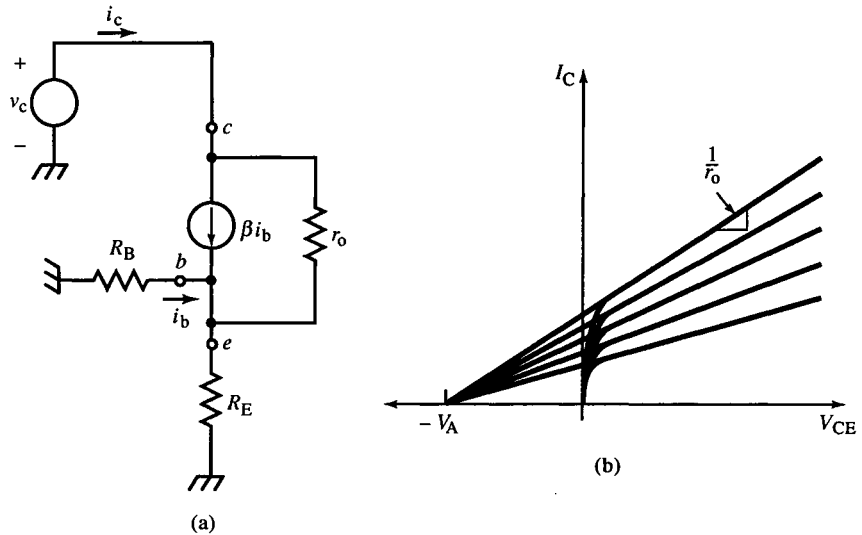 i_c
+
v_c
−
c
βi_b
r_o
R_B
b
i_b
e
R_E
(a)
I_C
1
r_o
− V_A
V_CE
(b)